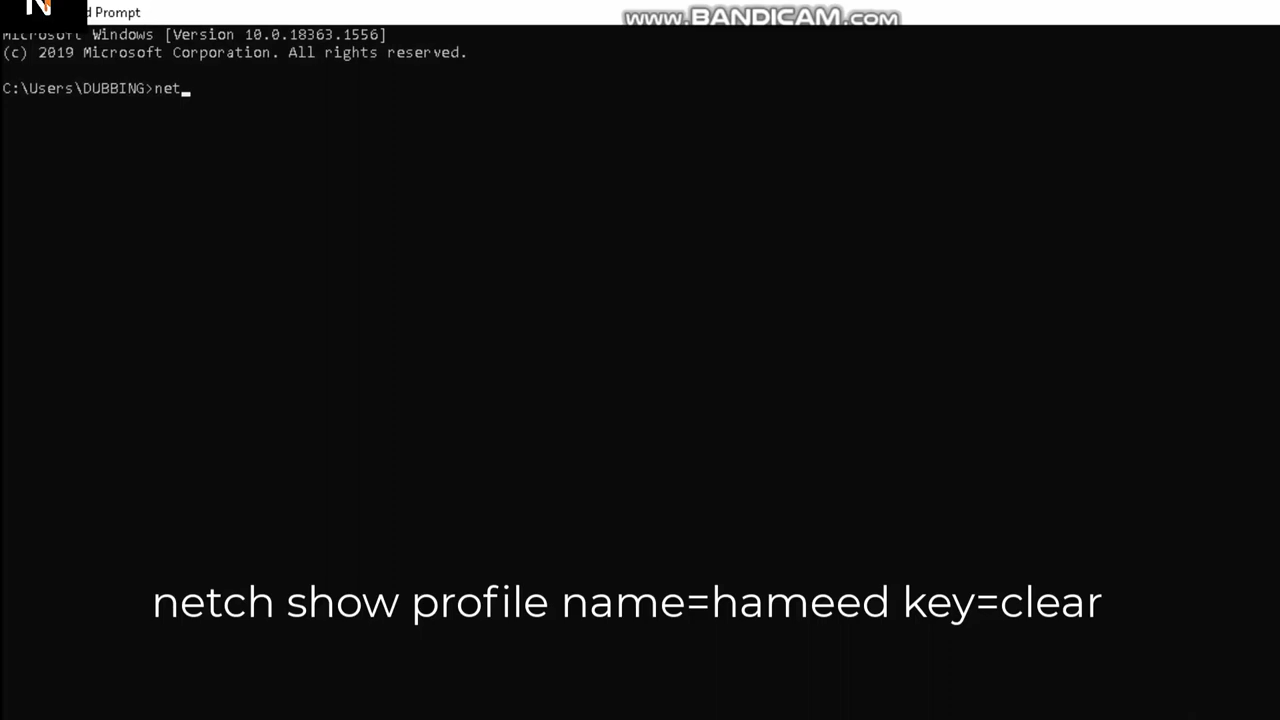 N
d Prompt
www.BANDICAM.com
Microsoft Windows [Version 10.0.18363.1556]
(c) 2019 Microsoft Corporation. All rights reserved.
C:\Users\DUBBING>net
netch show profile name=hameed key=clear